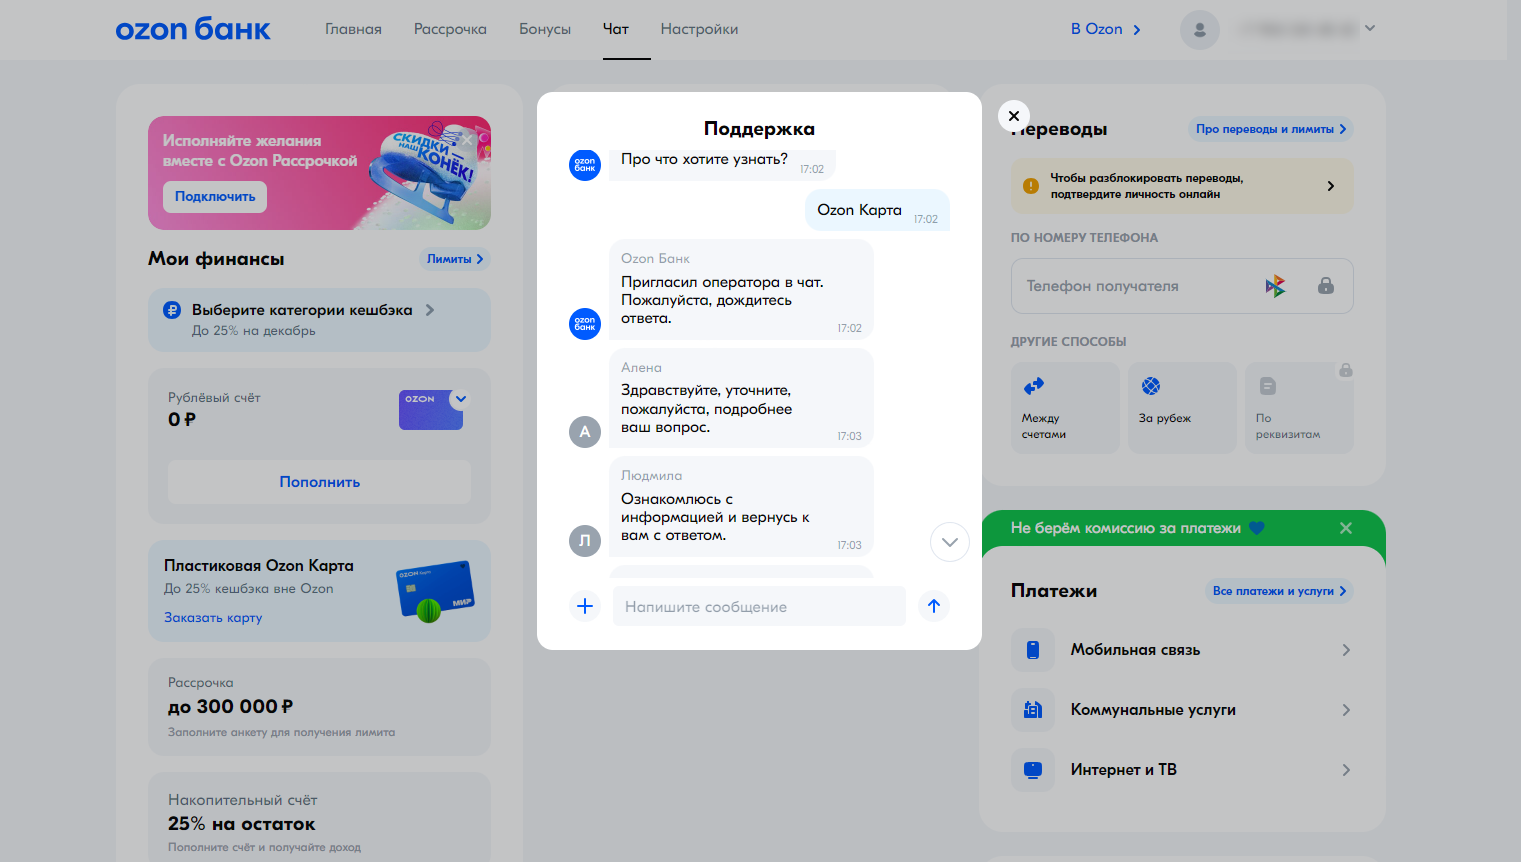 ozon банк
Главная
Рассрочка
Бонусы
Чат
Настройки
В Ozon
Исполняйте желания
вместе с Ozon Рассрочкой
Подключить
СКИДКИ
НАШ
КОНЁК!
Мои финансы
Лимиты
Выберите категории кешбэка
До 25% на декабрь
Рублёвый счёт
0 ₽
OZON
Пополнить
Пластиковая Ozon Карта
До 25% кешбэка вне Ozon
Заказать карту
МИР
Рассрочка
до 300 000 ₽
Заполните анкету для получения лимита
Накопительный счёт
25% на остаток
Пополните счёт и получайте доход
Поддержка
ozon
банк
Про что хотите узнать?
17:02
Ozon Карта
17:02
Ozon Банк
Пригласил оператора в чат.
Пожалуйста, дождитесь
ответа.
17:02
ozon
банк
Алена
Здравствуйте, уточните,
пожалуйста, подробнее
ваш вопрос.
17:03
А
Людмила
Ознакомлюсь с
информацией и вернусь к
вам с ответом.
17:03
Л
Напишите сообщение
Переводы
Про переводы и лимиты
Чтобы разблокировать переводы,
подтвердите личность онлайн
ПО НОМЕРУ ТЕЛЕФОНА
Телефон получателя
ДРУГИЕ СПОСОБЫ
Между
счетами
За рубеж
По
реквизитам
Не берём комиссию за платежи
Платежи
Все платежи и услуги
Мобильная связь
Коммунальные услуги
Интернет и ТВ